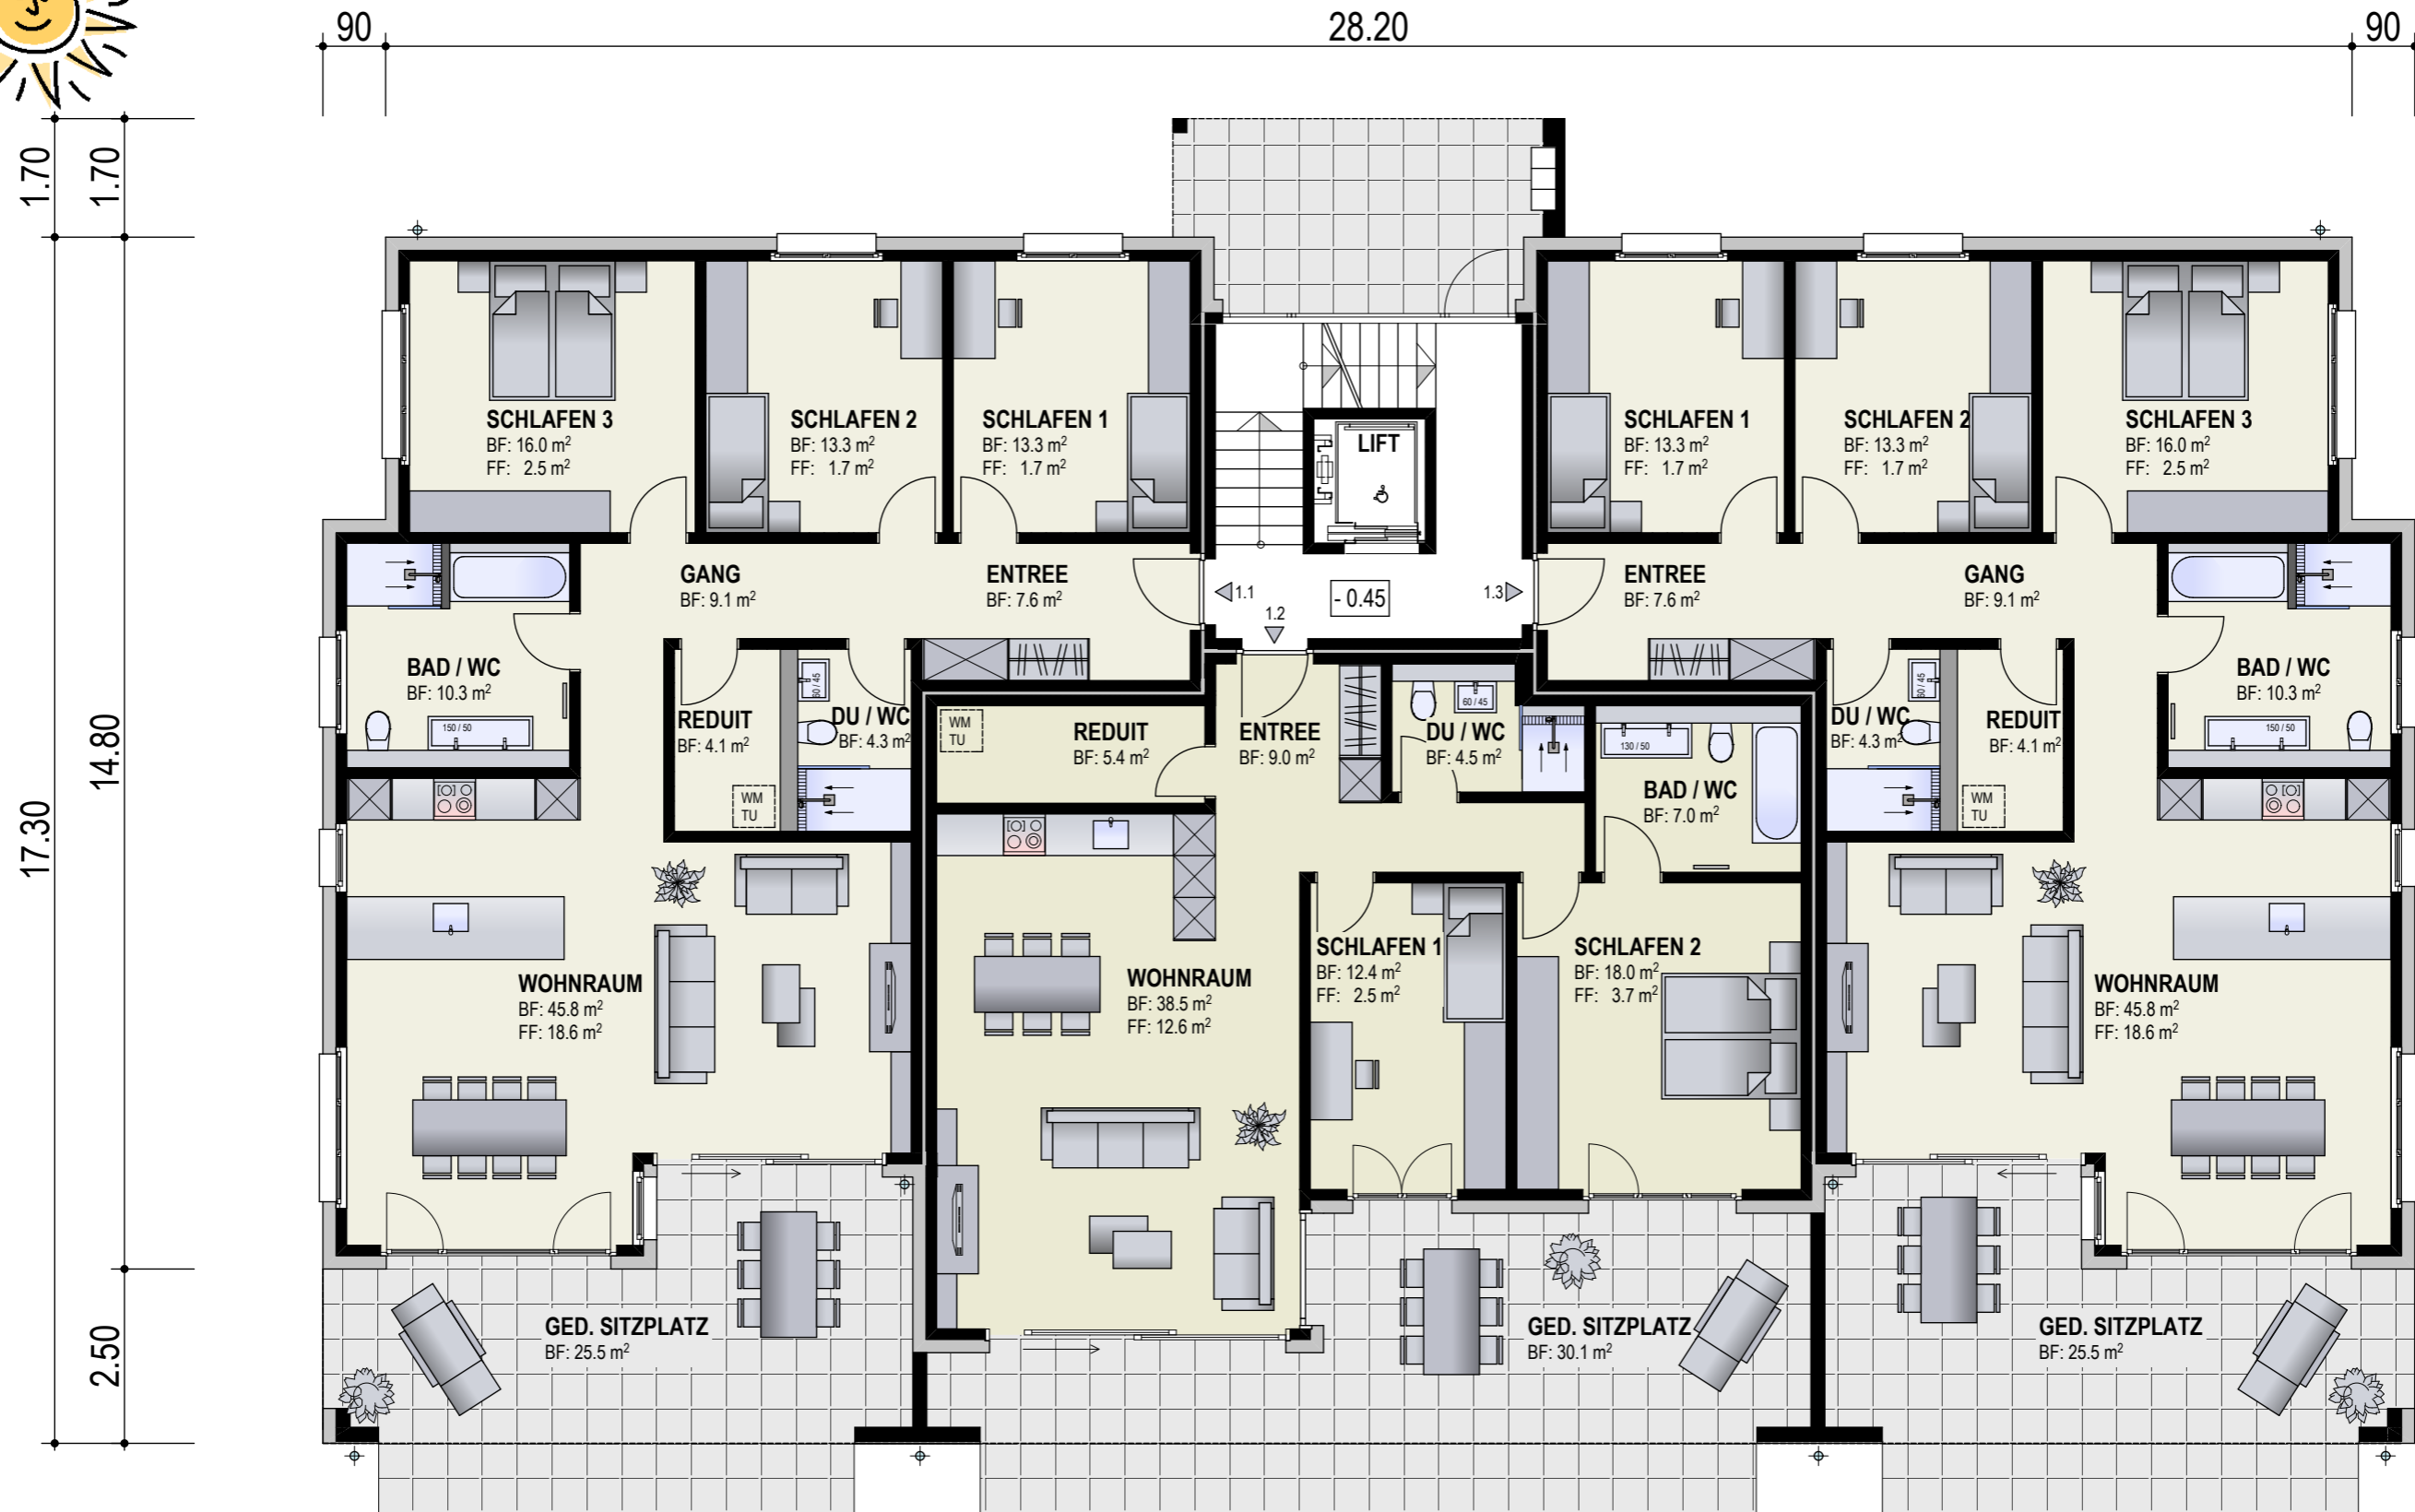 90
28.20
90
1.70
1.70
17.30
14.80
2.50
SCHLAFEN 3
BF: 16.0 m²
FF: 2.5 m²
SCHLAFEN 2
BF: 13.3 m²
FF: 1.7 m²
SCHLAFEN 1
BF: 13.3 m²
FF: 1.7 m²
LIFT
SCHLAFEN 1
BF: 13.3 m²
FF: 1.7 m²
SCHLAFEN 2
BF: 13.3 m²
FF: 1.7 m²
SCHLAFEN 3
BF: 16.0 m²
FF: 2.5 m²
GANG
BF: 9.1 m²
ENTREE
BF: 7.6 m²
1.1
1.2
- 0.45
1.3
ENTREE
BF: 7.6 m²
GANG
BF: 9.1 m²
BAD / WC
BF: 10.3 m²
150 / 50
REDUIT
BF: 4.1 m²
WM
TU
60 / 45
DU / WC
BF: 4.3 m²
WM
TU
REDUIT
BF: 5.4 m²
ENTREE
BF: 9.0 m²
60 / 45
DU / WC
BF: 4.5 m²
130 / 50
BAD / WC
BF: 7.0 m²
60 / 45
DU / WC
BF: 4.3 m²
REDUIT
BF: 4.1 m²
WM
TU
BAD / WC
BF: 10.3 m²
150 / 50
WOHNRAUM
BF: 45.8 m²
FF: 18.6 m²
WOHNRAUM
BF: 38.5 m²
FF: 12.6 m²
SCHLAFEN 1
BF: 12.4 m²
FF: 2.5 m²
SCHLAFEN 2
BF: 18.0 m²
FF: 3.7 m²
WOHNRAUM
BF: 45.8 m²
FF: 18.6 m²
GED. SITZPLATZ
BF: 25.5 m²
GED. SITZPLATZ
BF: 30.1 m²
GED. SITZPLATZ
BF: 25.5 m²